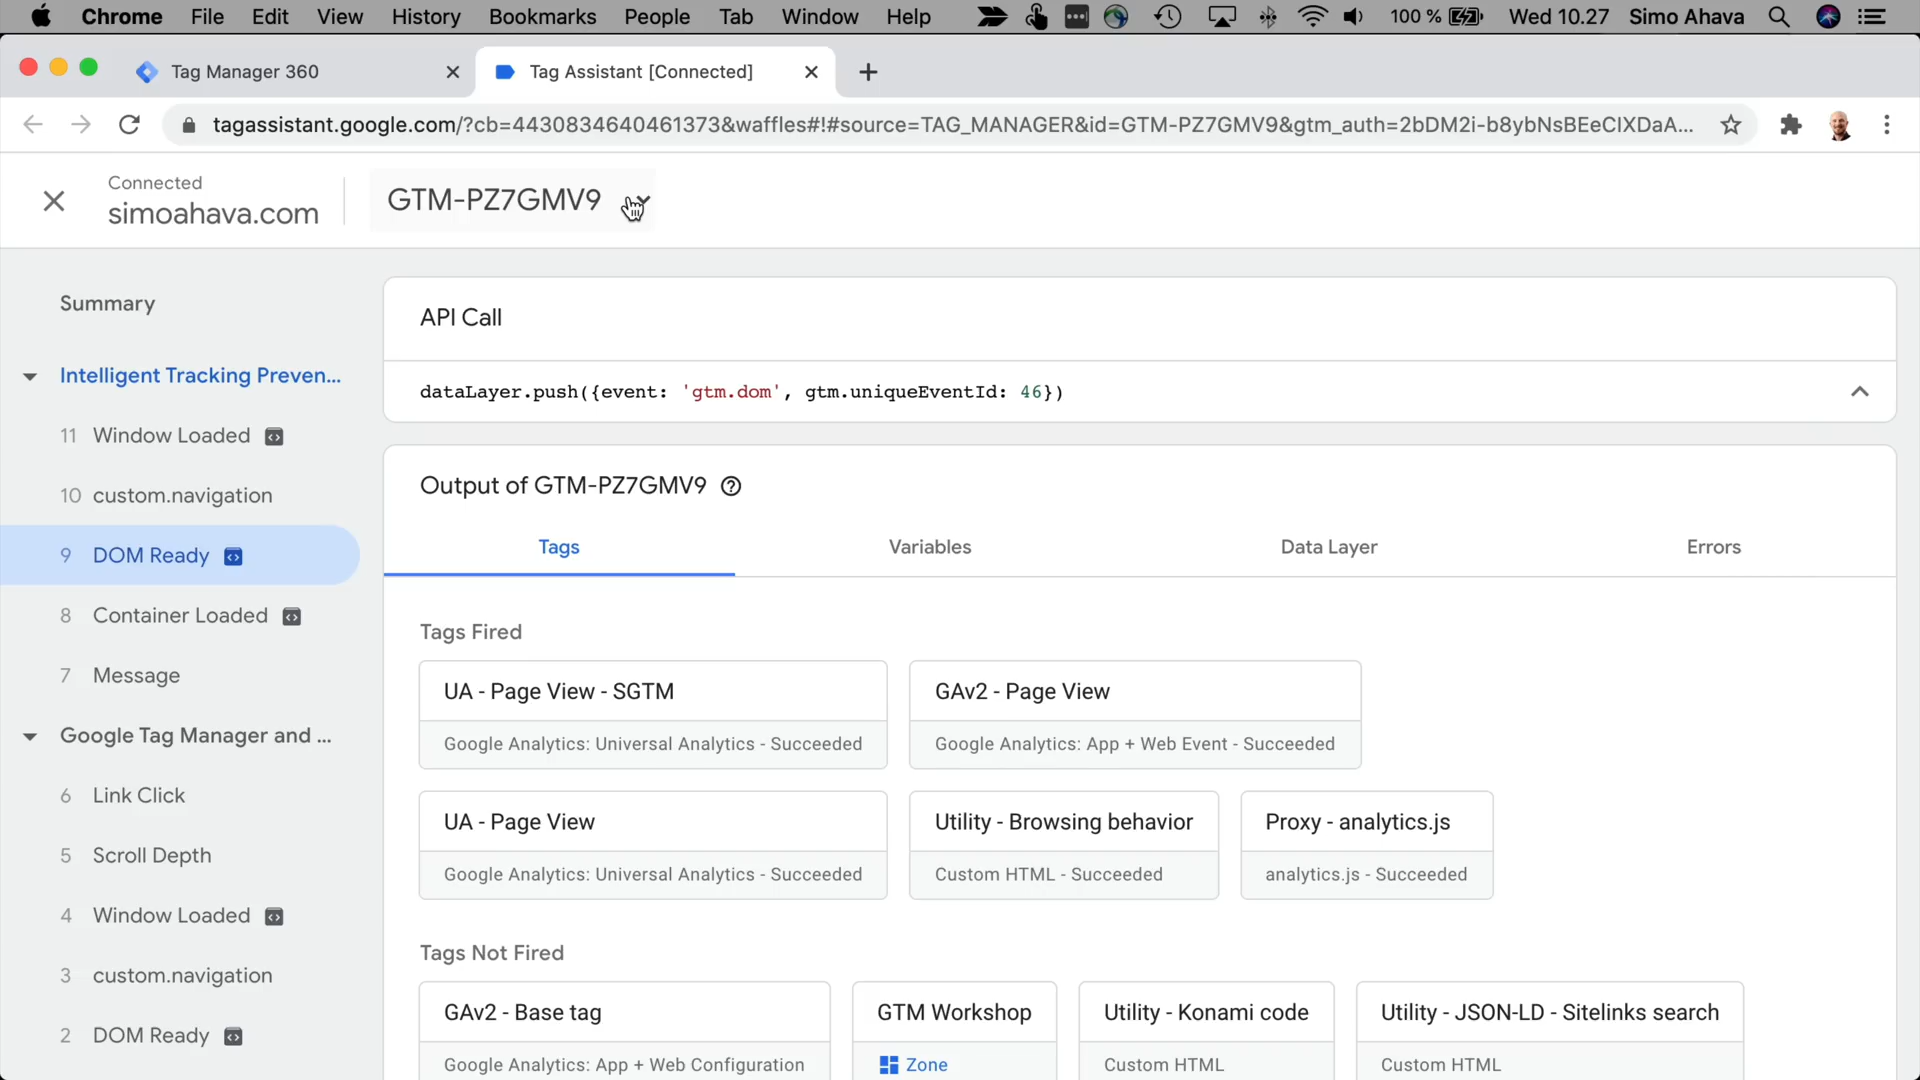 Chrome File Edit View History Bookmarks People Tab Window Help 100 % Wed 10.27 Simo Ahava
Tag Manager 360
Tag Assistant [Connected]
tagassistant.google.com/?cb=4430834640461373&waffles#!#source=TAG_MANAGER&id=GTM-PZ7GMV9&gtm_auth=2bDM2i-b8ybNsBEeCIXDaA...
Connected
simoahava.com
GTM-PZ7GMV9
Summary
Intelligent Tracking Preven...
11 Window Loaded
10 custom.navigation
9 DOM Ready
8 Container Loaded
7 Message
Google Tag Manager and ...
6 Link Click
5 Scroll Depth
4 Window Loaded
3 custom.navigation
2 DOM Ready
API Call
dataLayer.push({event: 'gtm.dom', gtm.uniqueEventId: 46})
Output of GTM-PZ7GMV9
Tags Variables Data Layer Errors
Tags Fired
UA - Page View - SGTM
Google Analytics: Universal Analytics - Succeeded
GAv2 - Page View
Google Analytics: App + Web Event - Succeeded
UA - Page View
Google Analytics: Universal Analytics - Succeeded
Utility - Browsing behavior
Custom HTML - Succeeded
Proxy - analytics.js
analytics.js - Succeeded
Tags Not Fired
GAv2 - Base tag
Google Analytics: App + Web Configuration
GTM Workshop
Zone
Utility - Konami code
Custom HTML
Utility - JSON-LD - Sitelinks search
Custom HTML